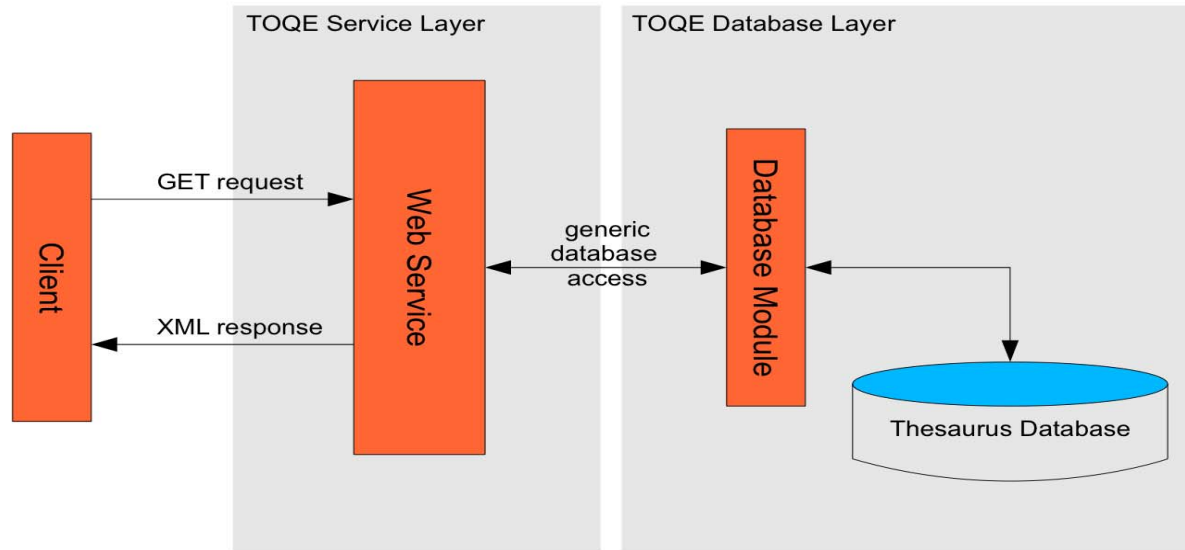 TOQE Service Layer
TOQE Database Layer
Client
GET request
XML response
Web Service
generic
database
access
Database Module
Thesaurus Database